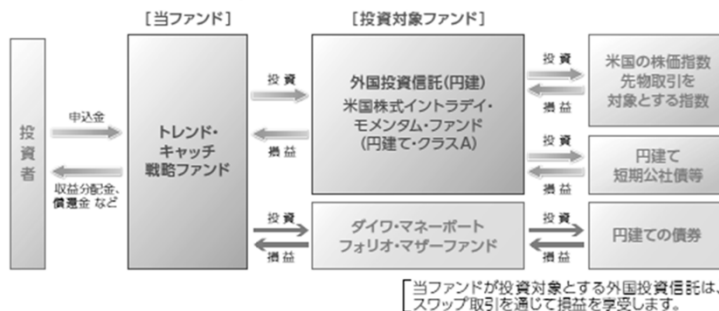 [当ファンド]
[投資対象ファンド]
投資者
申込金
収益分配金、
償還金 など
トレンド・
キャッチ
戦略ファンド
投資
損益
外国投資信託(円建)
米国株式イントラデイ・
モメンタム・ファンド
(円建て・クラスA)
投資
損益
米国の株価指数
先物取引を
対象とする指数
投資
損益
円建て
短期公社債等
投資
損益
ダイワ・マネーポート
フォリオ・マザーファンド
投資
損益
円建ての債券
当ファンドが投資対象とする外国投資信託は、
スワップ取引を通じて損益を享受します。